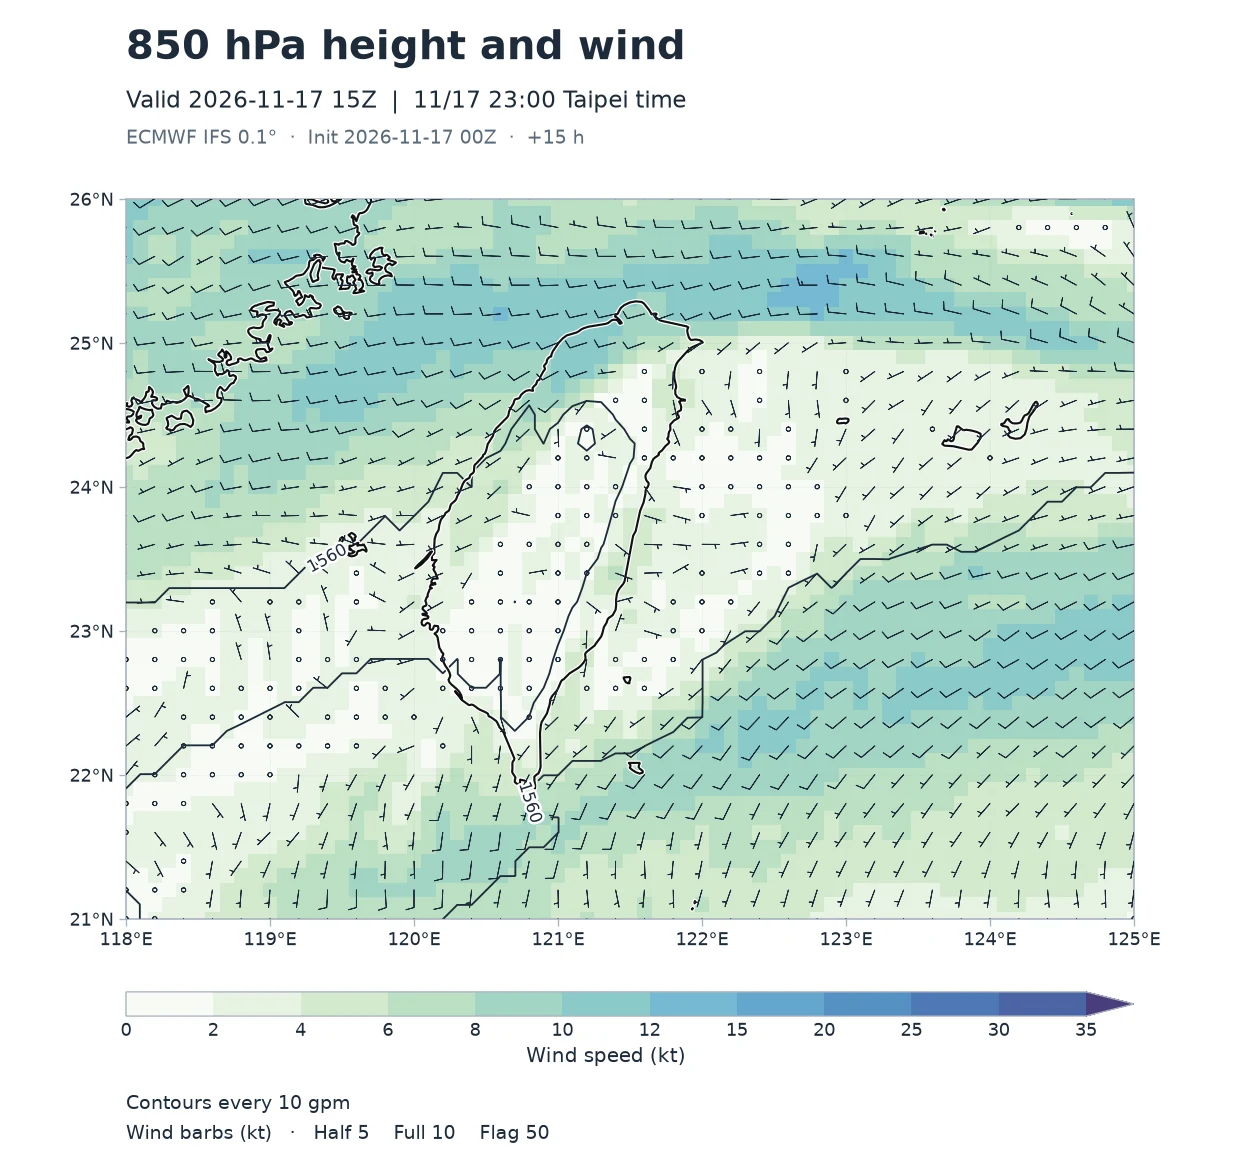 850 hPa height and wind
Valid 2026-11-17 15Z | 11/17 23:00 Taipei time
ECMWF IFS 0.1° · Init 2026-11-17 00Z · +15 h
26°N
25°N
24°N
23°N
22°N
21°N
1560
1560
118°E 119°E 120°E 121°E 122°E 123°E 124°E 125°E
0 2 4 6 8 10 12 15 20 25 30 35
Wind speed (kt)
Contours every 10 gpm
Wind barbs (kt) · Half 5 Full 10 Flag 50